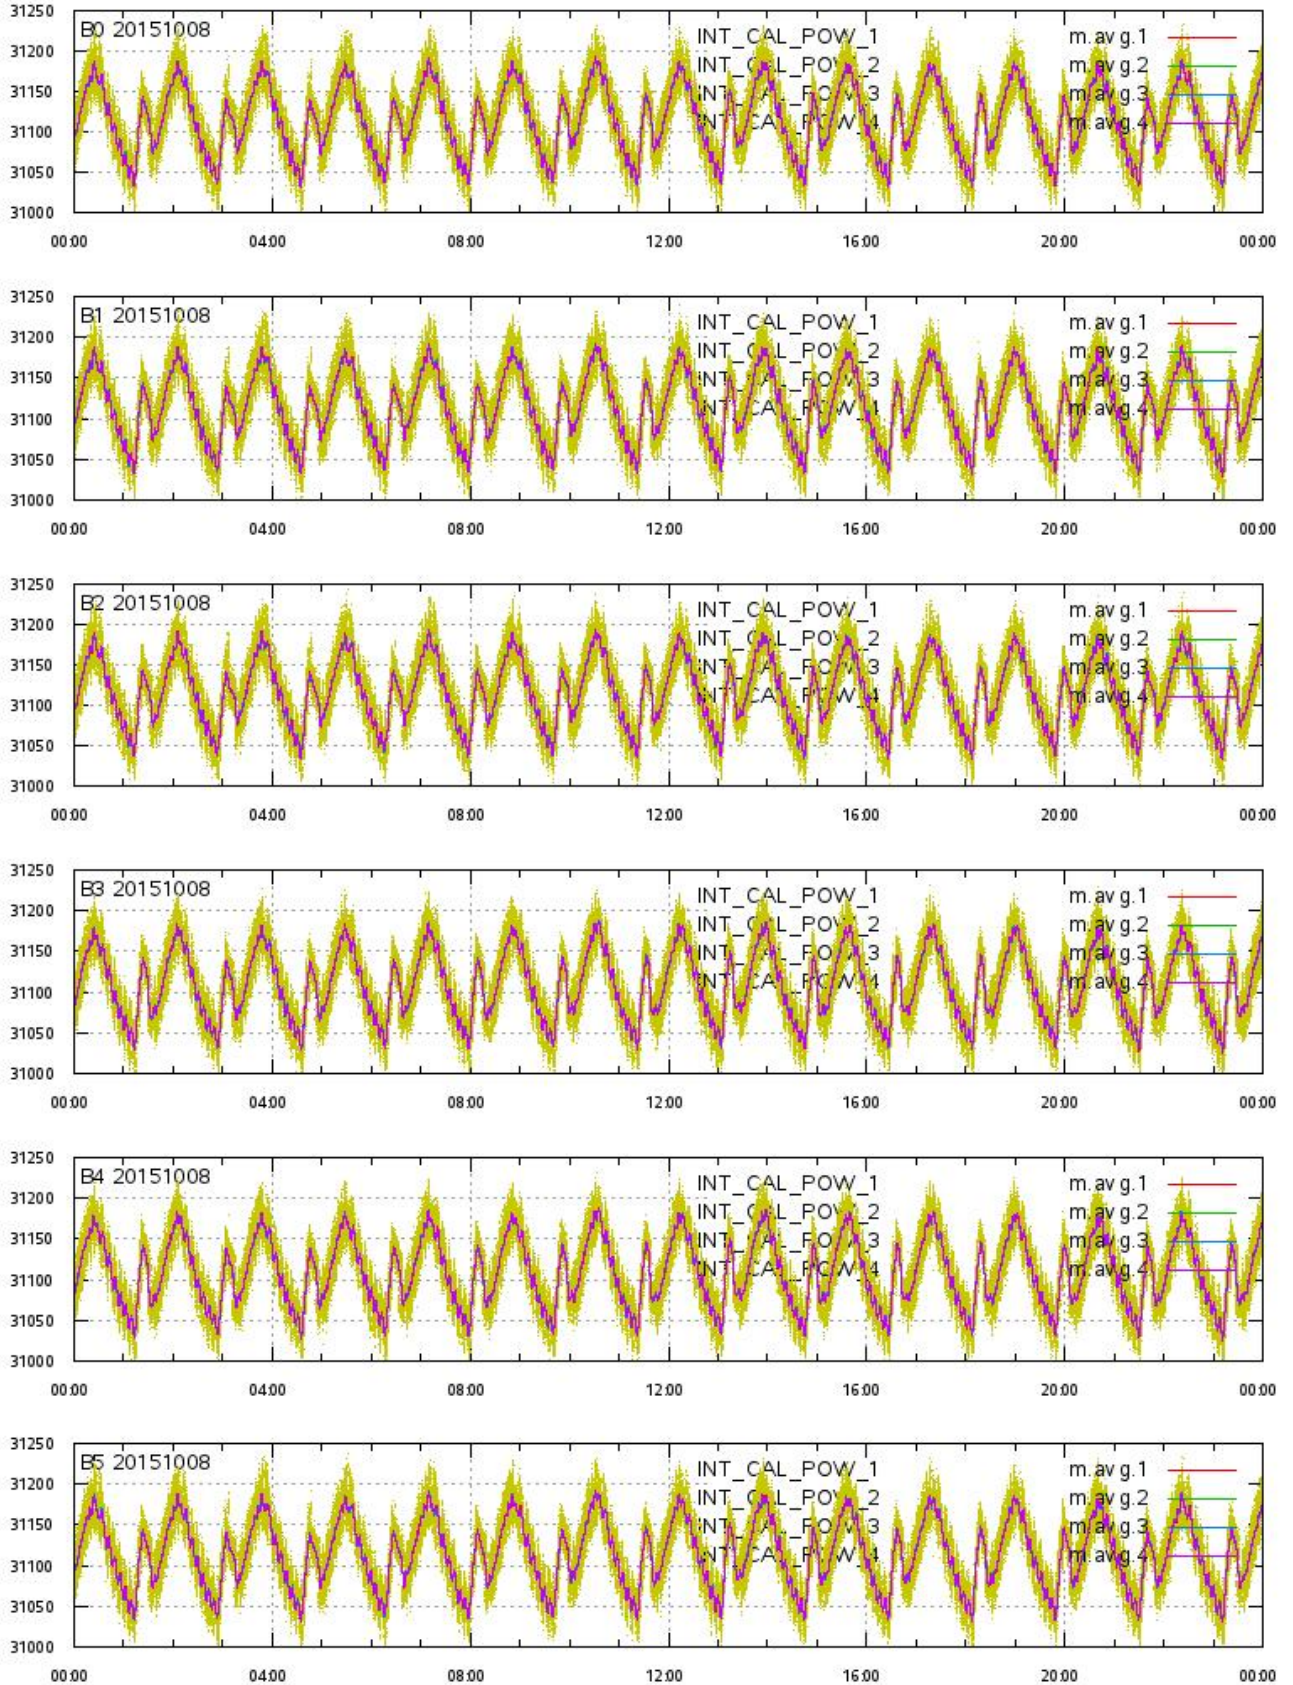 31250
B0 20151008 INT_CAL_POW_1 m.avg.1
31200
INT_CAL_POW_2 m.avg.2
31150
INT_CAL_POW_3 m.avg.3
31100
INT_CAL_POW_4 m.avg.4
31050
31000
00:00 04:00 08:00 12:00 16:00 20:00 00:00
31250
B1 20151008 INT_CAL_POW_1 m.avg.1
31200
INT_CAL_POW_2 m.avg.2
31150
INT_CAL_POW_3 m.avg.3
31100
INT_CAL_POW_4 m.avg.4
31050
31000
00:00 04:00 08:00 12:00 16:00 20:00 00:00
31250
B2 20151008 INT_CAL_POW_1 m.avg.1
31200
INT_CAL_POW_2 m.avg.2
31150
INT_CAL_POW_3 m.avg.3
31100
INT_CAL_POW_4 m.avg.4
31050
31000
00:00 04:00 08:00 12:00 16:00 20:00 00:00
31250
B3 20151008 INT_CAL_POW_1 m.avg.1
31200
INT_CAL_POW_2 m.avg.2
31150
INT_CAL_POW_3 m.avg.3
31100
INT_CAL_POW_4 m.avg.4
31050
31000
00:00 04:00 08:00 12:00 16:00 20:00 00:00
31250
B4 20151008 INT_CAL_POW_1 m.avg.1
31200
INT_CAL_POW_2 m.avg.2
31150
INT_CAL_POW_3 m.avg.3
31100
INT_CAL_POW_4 m.avg.4
31050
31000
00:00 04:00 08:00 12:00 16:00 20:00 00:00
31250
B5 20151008 INT_CAL_POW_1 m.avg.1
31200
INT_CAL_POW_2 m.avg.2
31150
INT_CAL_POW_3 m.avg.3
31100
INT_CAL_POW_4 m.avg.4
31050
31000
00:00 04:00 08:00 12:00 16:00 20:00 00:00